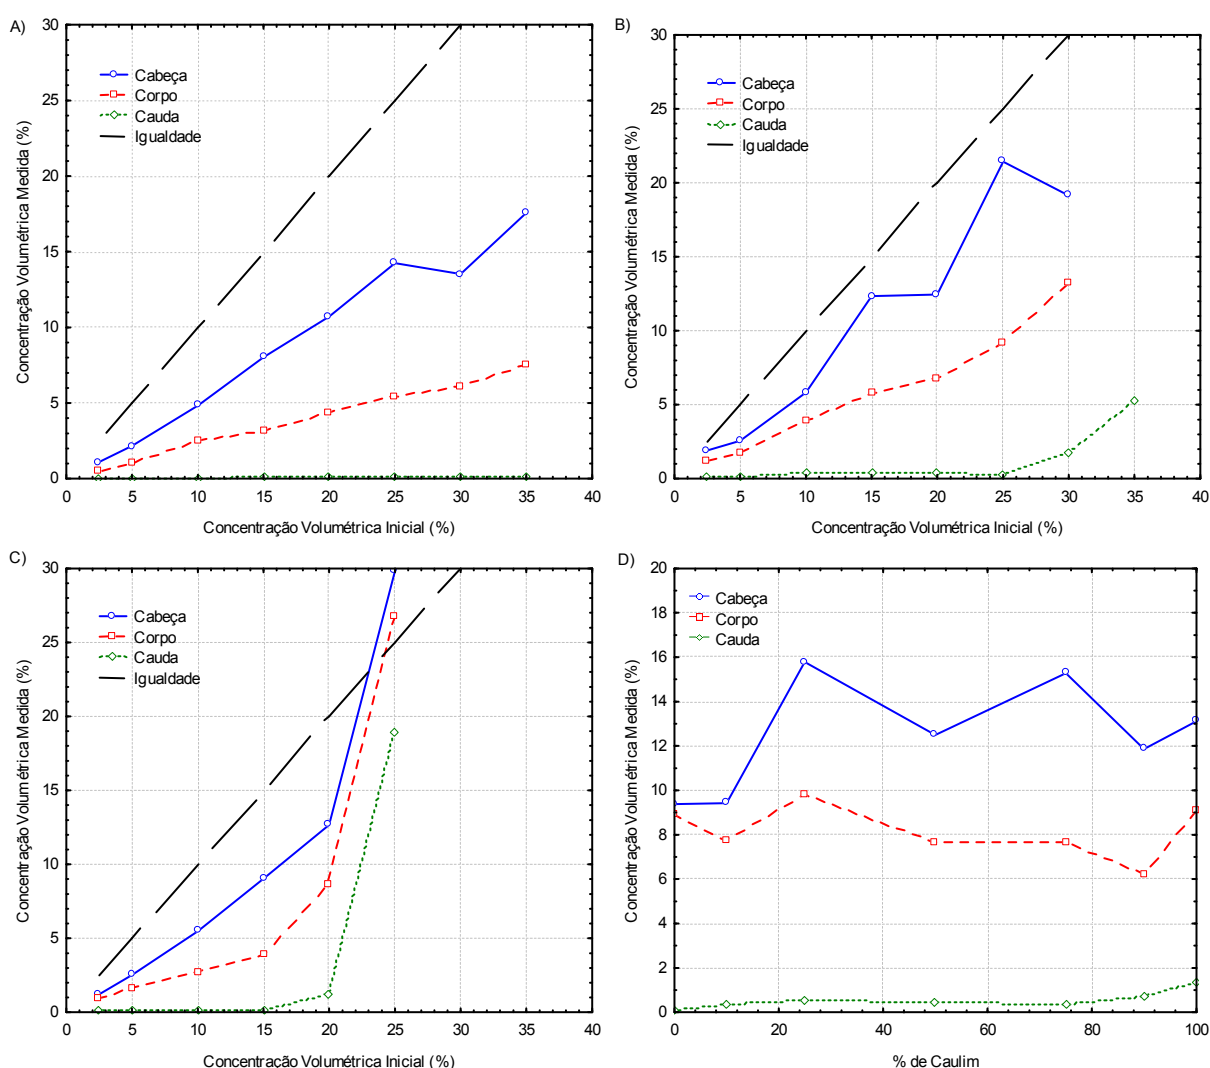 A)
Concentração Volumétrica Medida (%)
30
25
20
15
10
5
0
Cabeça
Corpo
Cauda
Igualdade
0 5 10 15 20 25 30 35 40
Concentração Volumétrica Inicial (%)
B)
Concentração Volumétrica Medida (%)
30
25
20
15
10
5
0
Cabeça
Corpo
Cauda
Igualdade
0 5 10 15 20 25 30 35 40
Concentração Volumétrica Inicial (%)
C)
Concentração Volumétrica Medida (%)
30
25
20
15
10
5
0
Cabeça
Corpo
Cauda
Igualdade
0 5 10 15 20 25 30 35 40
Concentração Volumétrica Inicial (%)
D)
Concentração Volumétrica Medida (%)
20
18
16
14
12
10
8
6
4
2
0
Cabeça
Corpo
Cauda
0 20 40 60 80 100
% de Caulim